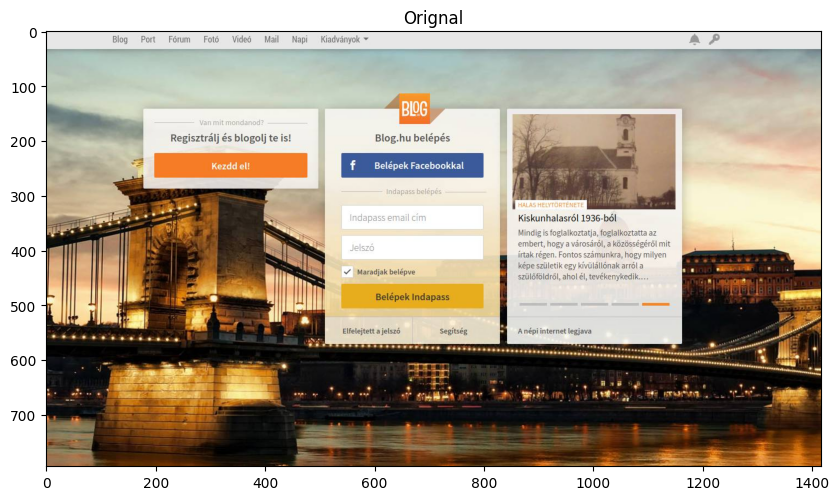 Orignal
Blog Port Fórum Fotó Videó Mail Napi Kiadványok
Van mit mondanod?
Regisztrálj és blogolj te is!
Kezdd el!
BLOG
Blog.hu belépés
f Belépek Facebookkal
Indapass belépés
Indapass email cím
Jelszó
Maradjak belépve
Belépek Indapass
Elfelejtett a jelszó
Segítség
HALAS HELYTÖRTÉNETE
Kiskunhalasról 1936-ból
Mindig is foglalkoztatja, foglalkoztatta az
embert, hogy a városáról, a közösségéről mit
írtak régen. Fontos számunkra, hogy milyen
képe születik egy kívülállónak arról a
szülőföldről, ahol él, tevékenykedik.…
A népi internet legjava
0
100
200
300
400
500
600
700
0 200 400 600 800 1000 1200 1400